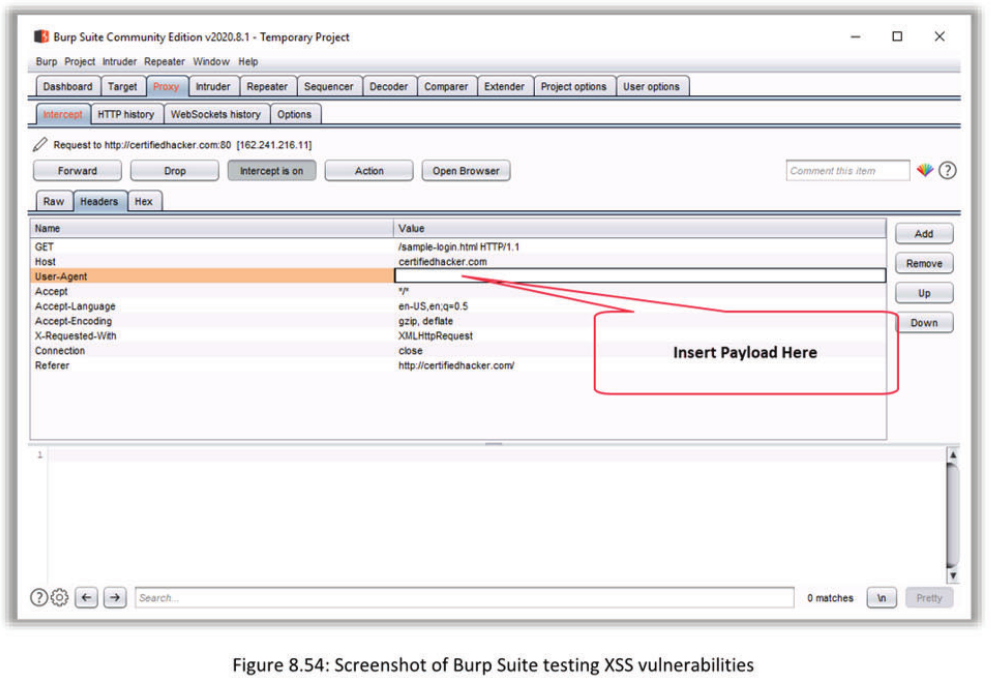 Burp Suite Community Edition v2020.8.1 - Temporary Project
Burp Project Intruder Repeater Window Help
Dashboard Target Proxy Intruder Repeater Sequencer Decoder Comparer Extender Project options User options
Intercept HTTP history WebSockets history Options
Request to http://certifiedhacker.com:80 [162.241.216.11]
Forward Drop Intercept is on Action Open Browser Comment this item
Raw Headers Hex
Name Value
Add
GET /sample-login.html HTTP/1.1
Host certifiedhacker.com
Remove
User-Agent
Accept */*
Up
Accept-Language en-US,en;q=0.5
Accept-Encoding gzip, deflate
Down
X-Requested-With XMLHttpRequest
Connection close
Insert Payload Here
Referer http://certifiedhacker.com/
1
Search... 0 matches \n Pretty
Figure 8.54: Screenshot of Burp Suite testing XSS vulnerabilities